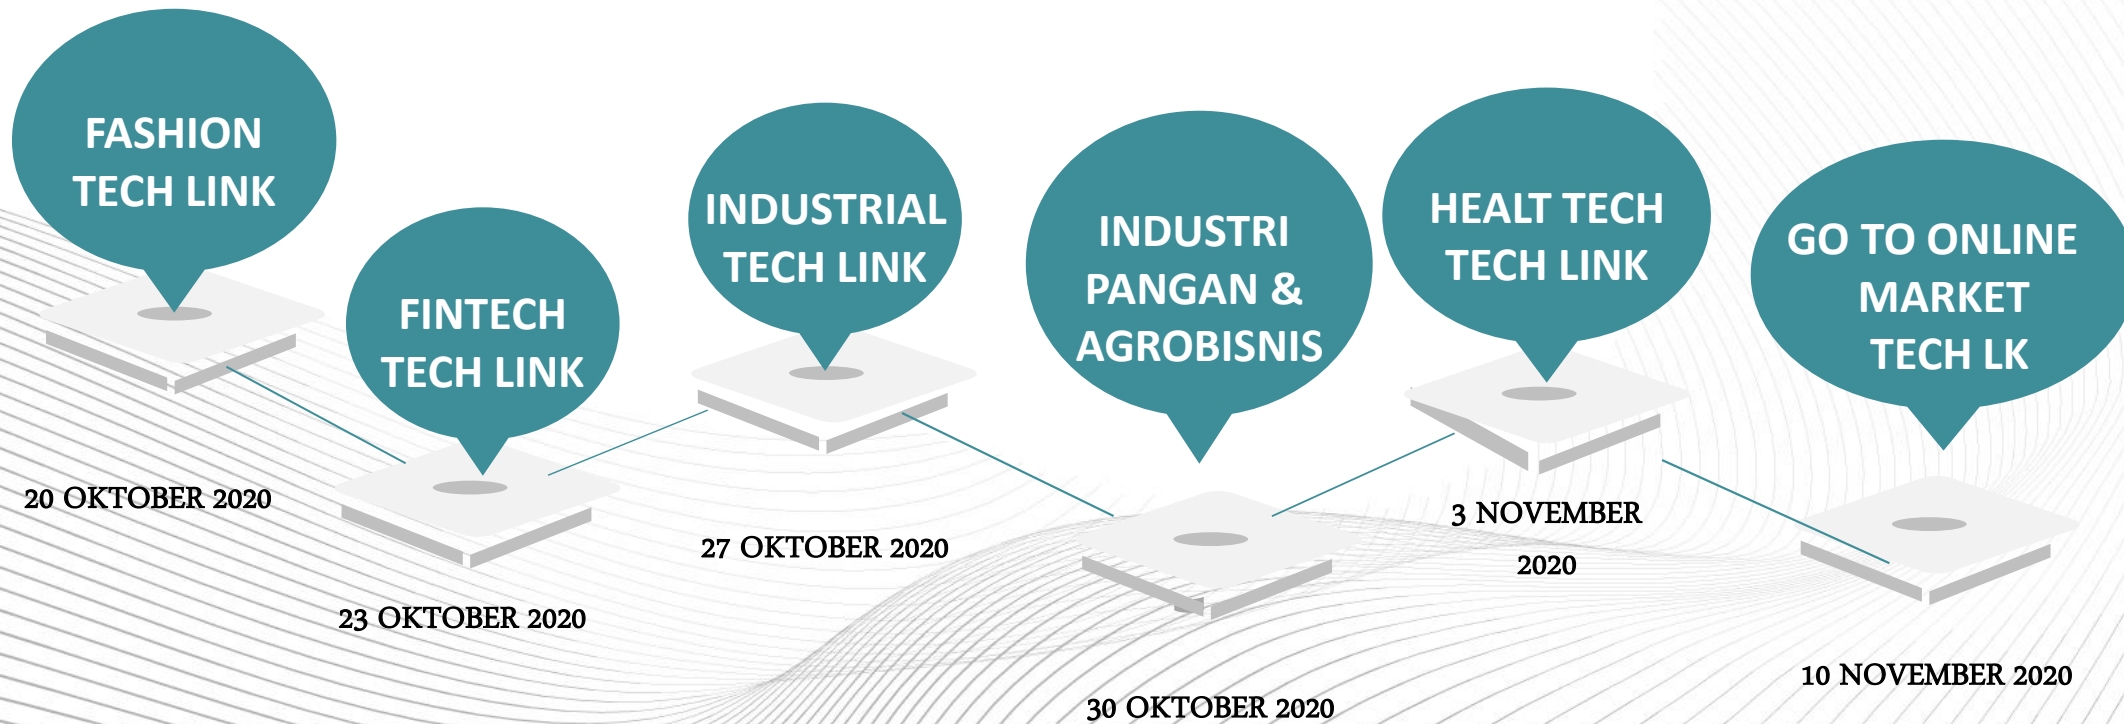 FASHION
TECH LINK
20 OKTOBER 2020
FINTECH
TECH LINK
23 OKTOBER 2020
INDUSTRIAL
TECH LINK
27 OKTOBER 2020
INDUSTRI
PANGAN &
AGROBISNIS
30 OKTOBER 2020
HEALT TECH
TECH LINK
3 NOVEMBER
2020
GO TO ONLINE
MARKET
TECH LK
10 NOVEMBER 2020